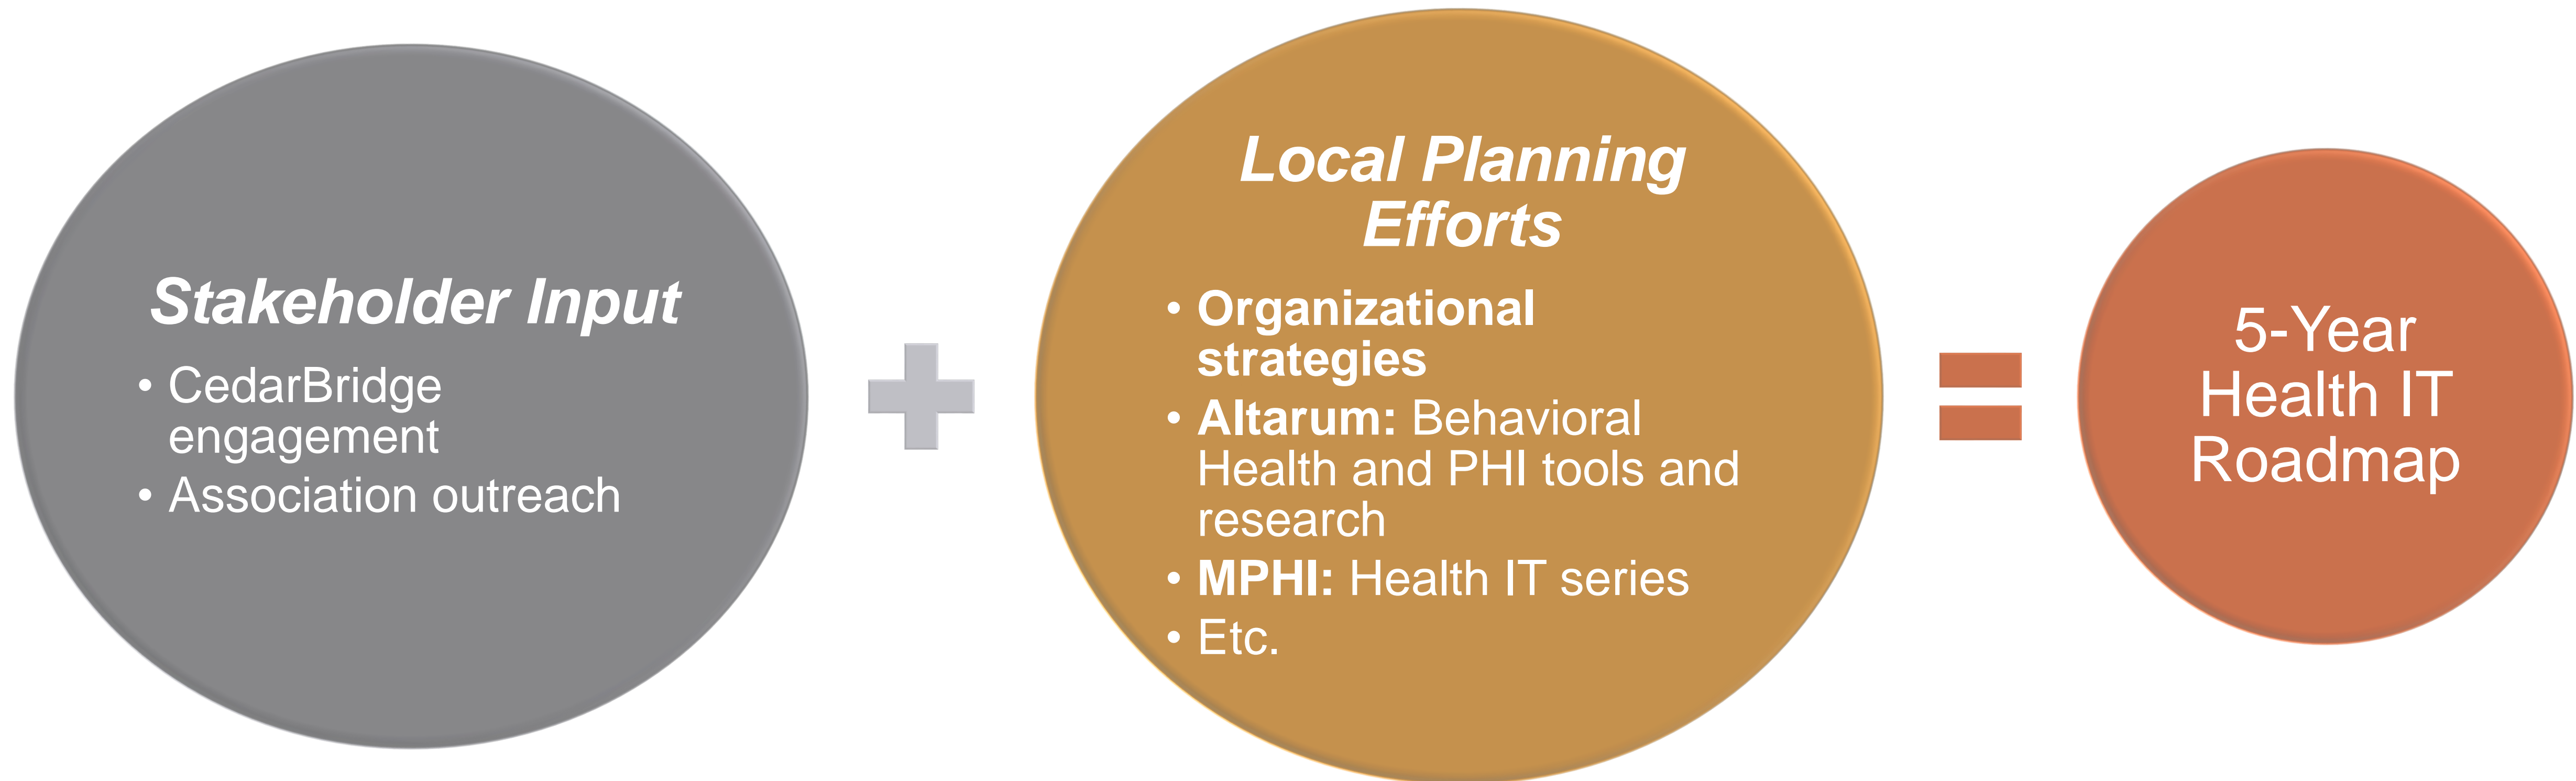 Stakeholder Input
• CedarBridge
engagement
• Association outreach
Local Planning
Efforts
• Organizational
strategies
• Altarum: Behavioral
Health and PHI tools and
research
• MPHI: Health IT series
• Etc.
5-Year
Health IT
Roadmap